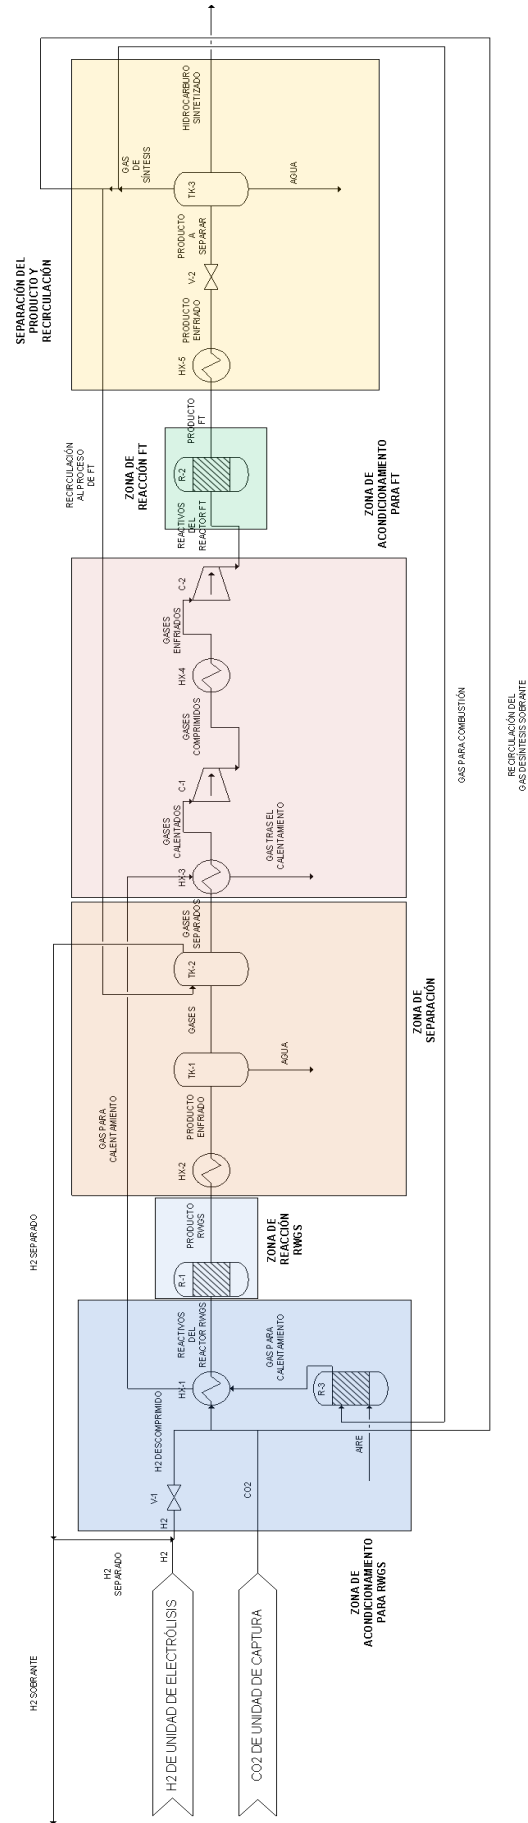 H2 DE UNIDAD DE ELECTRÓLISIS
CO2 DE UNIDAD DE CAPTURA
H2 SOBRANTE
H2
SEPARADO
H2
H2
V-1
H2 DESCOMPRIMIDO
CO2
AIRE
R-3
GAS PARA
CALENTAMIENTO
HX-1
REACTIVOS
DEL
REACTOR RWGS
ZONA DE
ACONDICIONAMIENTO
PARA RWGS
R-1
PRODUCTO
RWGS
ZONA DE
REACCIÓN
RWGS
H2 SEPARADO
GAS PARA
CALENTAMIENTO
HX-2
PRODUCTO
ENFRIADO
TK-1
AGUA
GASES
TK-2
GASES
SEPARADOS
ZONA DE
SEPARACIÓN
HX-3
GAS TRAS EL
CALENTAMIENTO
GASES
CALENTADOS
C-1
GASES
COMPRIMIDOS
HX-4
GASES
ENFRIADOS
C-2
ZONA DE
ACONDICIONAMIENTO
PARA FT
REACTIVOS
DEL
REACTOR FT
R-2
PRODUCTO
FT
ZONA DE
REACCIÓN FT
RECIRCULACIÓN
AL PROCESO
DE FT
HX-5
PRODUCTO
ENFRIADO
V-2
PRODUCTO
A
SEPARAR
TK-3
AGUA
GAS
DE
SÍNTESIS
HIDROCARBURO
SINTETIZADO
SEPARACIÓN DEL
PRODUCTO Y
RECIRCULACIÓN
GAS PARA COMBUSTIÓN
RECIRCULACIÓN DEL
GAS DESÍNTESIS SOBRANTE